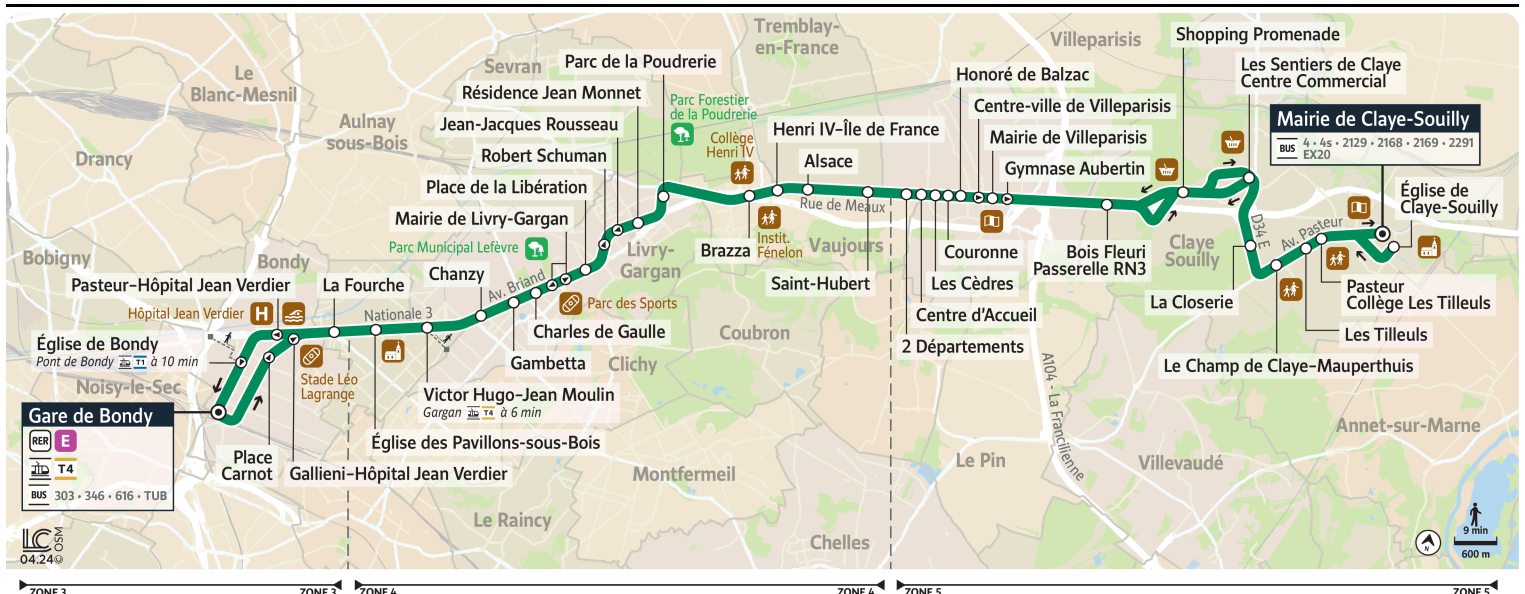 Tremblay-
en-France
Villeparisis
Shopping Promenade
Sevran
Parc de la Poudrerie
Les Sentiers de Claye
Centre Commercial
Le
Blanc-Mesnil
Honoré de Balzac
Résidence Jean Monnet
Parc Forestier
de la Poudrerie
Centre-ville de Villeparisis
Mairie de Claye-Souilly
BUS
4 • 4s • 2129 • 2168 • 2169 • 2291
EX20
Aulnay
sous-Bois
Jean-Jacques Rousseau
Collège
Henri IV
Henri IV–Île de France
Mairie de Villeparisis
Drancy
Robert Schuman
Alsace
Gymnase Aubertin
Place de la Libération
Église de
Claye-Souilly
Rue de Meaux
Mairie de Livry-Gargan
Parc Municipal Lefèvre
Livry-
Gargan
Brazza
Instit.
Fénelon
Vaujours
Couronne
Bois Fleuri
Passerelle RN3
Claye
Souilly
D34 E
Av. Pasteur
Bobigny
Bondy
Chanzy
Av. Briand
Saint-Hubert
Les Cèdres
La Closerie
Pasteur
Collège Les Tilleuls
Pasteur–Hôpital Jean Verdier
La Fourche
Hôpital Jean Verdier
H
Nationale 3
Parc des Sports
Centre d'Accueil
Charles de Gaulle
Coubron
Les Tilleuls
Église de Bondy
Pont de Bondy T1 à 10 min
2 Départements
Gambetta
Clichy
Le Champ de Claye–Mauperthuis
Noisy-le-Sec
Stade Léo
Lagrange
Victor Hugo–Jean Moulin
Gargan T4 à 6 min
A104 - La Francilienne
Gare de Bondy
RER E
T4
BUS
303 • 346 • 616 • TUB
Église des Pavillons-sous-Bois
Annet-sur-Marne
Place
Carnot
Gallieni–Hôpital Jean Verdier
Montfermeil
Le Pin
Villevaudé
Le Raincy
Chelles
LC
04.24 © OSM
N
9 min
600 m
ZONE 3
ZONE 3
ZONE 4
ZONE 4
ZONE 5
ZONE 5